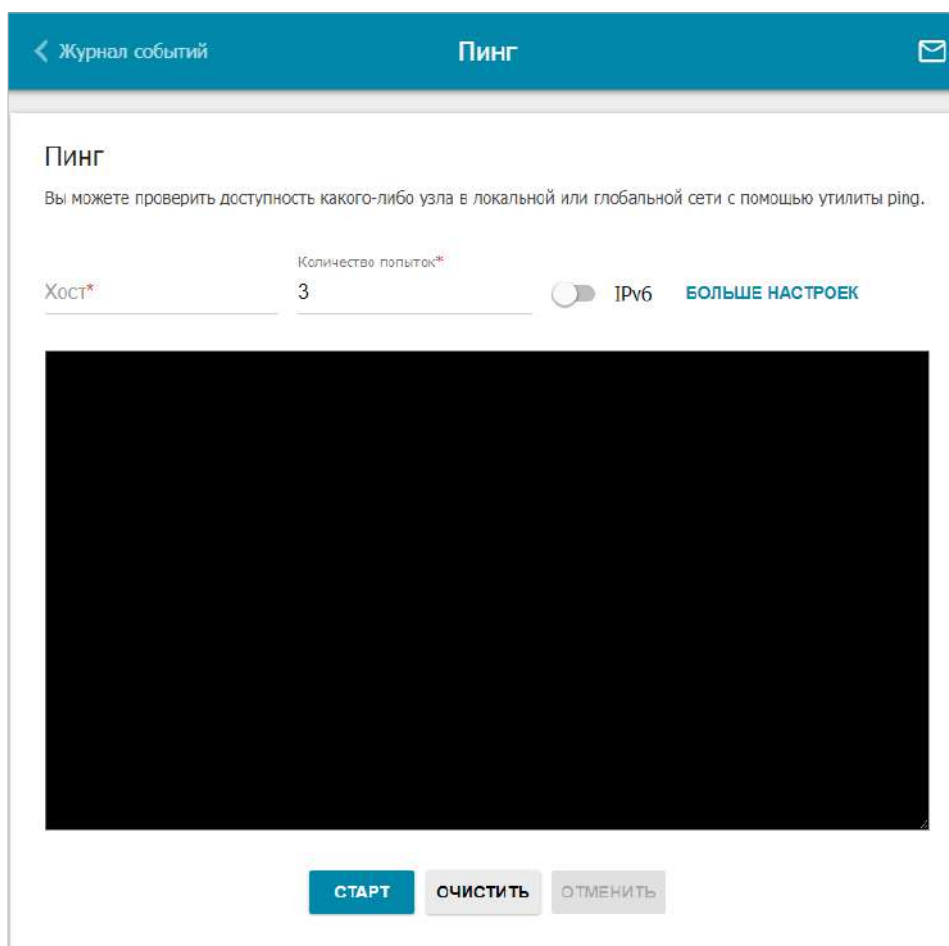 Журнал событий
Пинг
Пинг
Вы можете проверить доступность какого-либо узла в локальной или глобальной сети с помощью утилиты ping.
Хост*
Количество попыток*
3
IPv6
БОЛЬШЕ НАСТРОЕК
СТАРТ
ОЧИСТИТЬ
ОТМЕНИТЬ